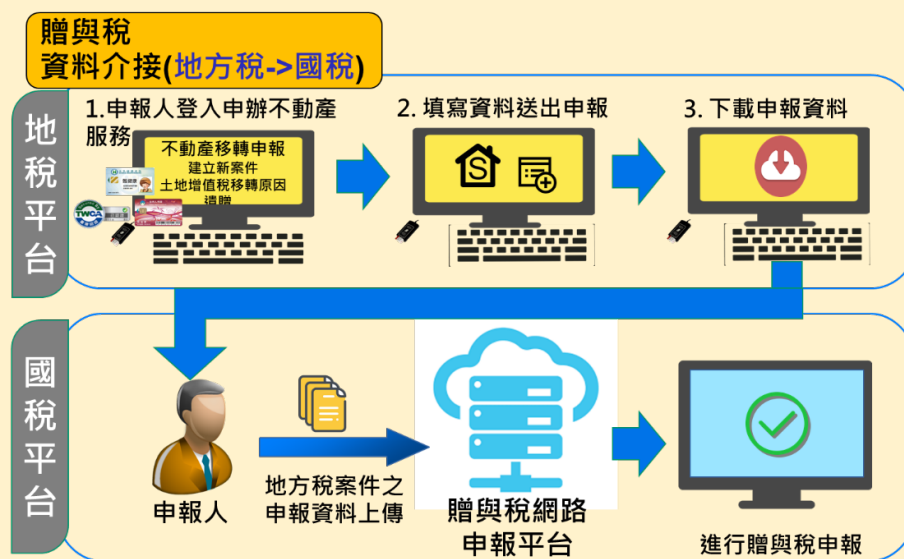 贈與稅
資料介接(地方稅->國稅)
地稅平台
1.申報人登入申辦不動產
服務
不動產移轉申報
建立新案件
土地增值稅移轉原因
遺贈
TWCA
2. 填寫資料送出申報
S
3. 下載申報資料
國稅平台
申報人
地方稅案件之
申報資料上傳
贈與稅網路
申報平台
進行贈與稅申報